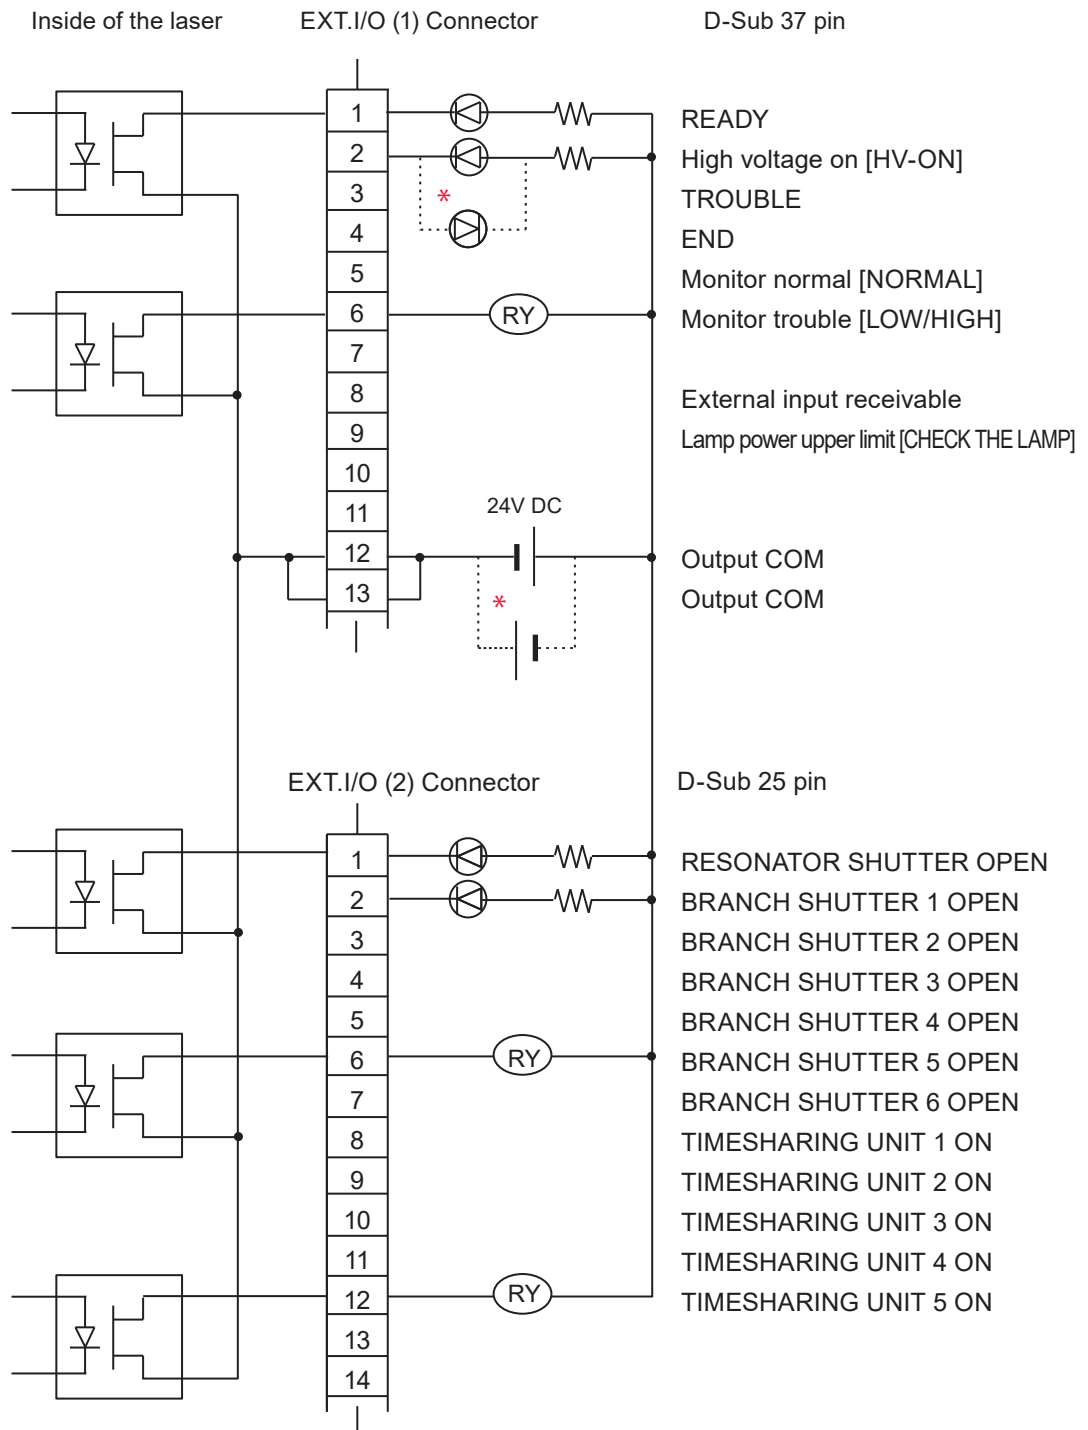 Inside of the laser EXT.I/O (1) Connector D-Sub 37 pin
1 READY
2 High voltage on [HV-ON]
3 * TROUBLE
4 END
5 Monitor normal [NORMAL]
6 RY Monitor trouble [LOW/HIGH]
7
8 External input receivable
9 Lamp power upper limit [CHECK THE LAMP]
10
11 24V DC
12 Output COM
13 * Output COM
EXT.I/O (2) Connector D-Sub 25 pin
1 RESONATOR SHUTTER OPEN
2 BRANCH SHUTTER 1 OPEN
3 BRANCH SHUTTER 2 OPEN
4 BRANCH SHUTTER 3 OPEN
5 BRANCH SHUTTER 4 OPEN
6 RY BRANCH SHUTTER 5 OPEN
7 BRANCH SHUTTER 6 OPEN
8 TIMESHARING UNIT 1 ON
9 TIMESHARING UNIT 2 ON
10 TIMESHARING UNIT 3 ON
11 TIMESHARING UNIT 4 ON
12 RY TIMESHARING UNIT 5 ON
13
14